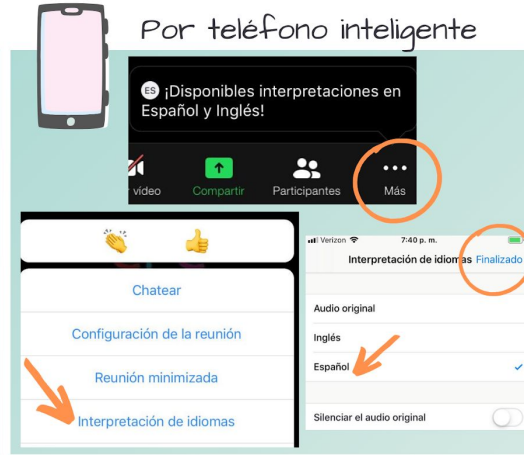 Por teléfono inteligente
ES ¡Disponibles interpretaciones en
Español y Inglés!
vídeo Compartir Participantes Más
Chatear
Configuración de la reunión
Reunión minimizada
Interpretación de idiomas
Verizon 7:40 p. m.
Interpretación de idiomas Finalizado
Audio original
Inglés
Español
Silenciar el audio original